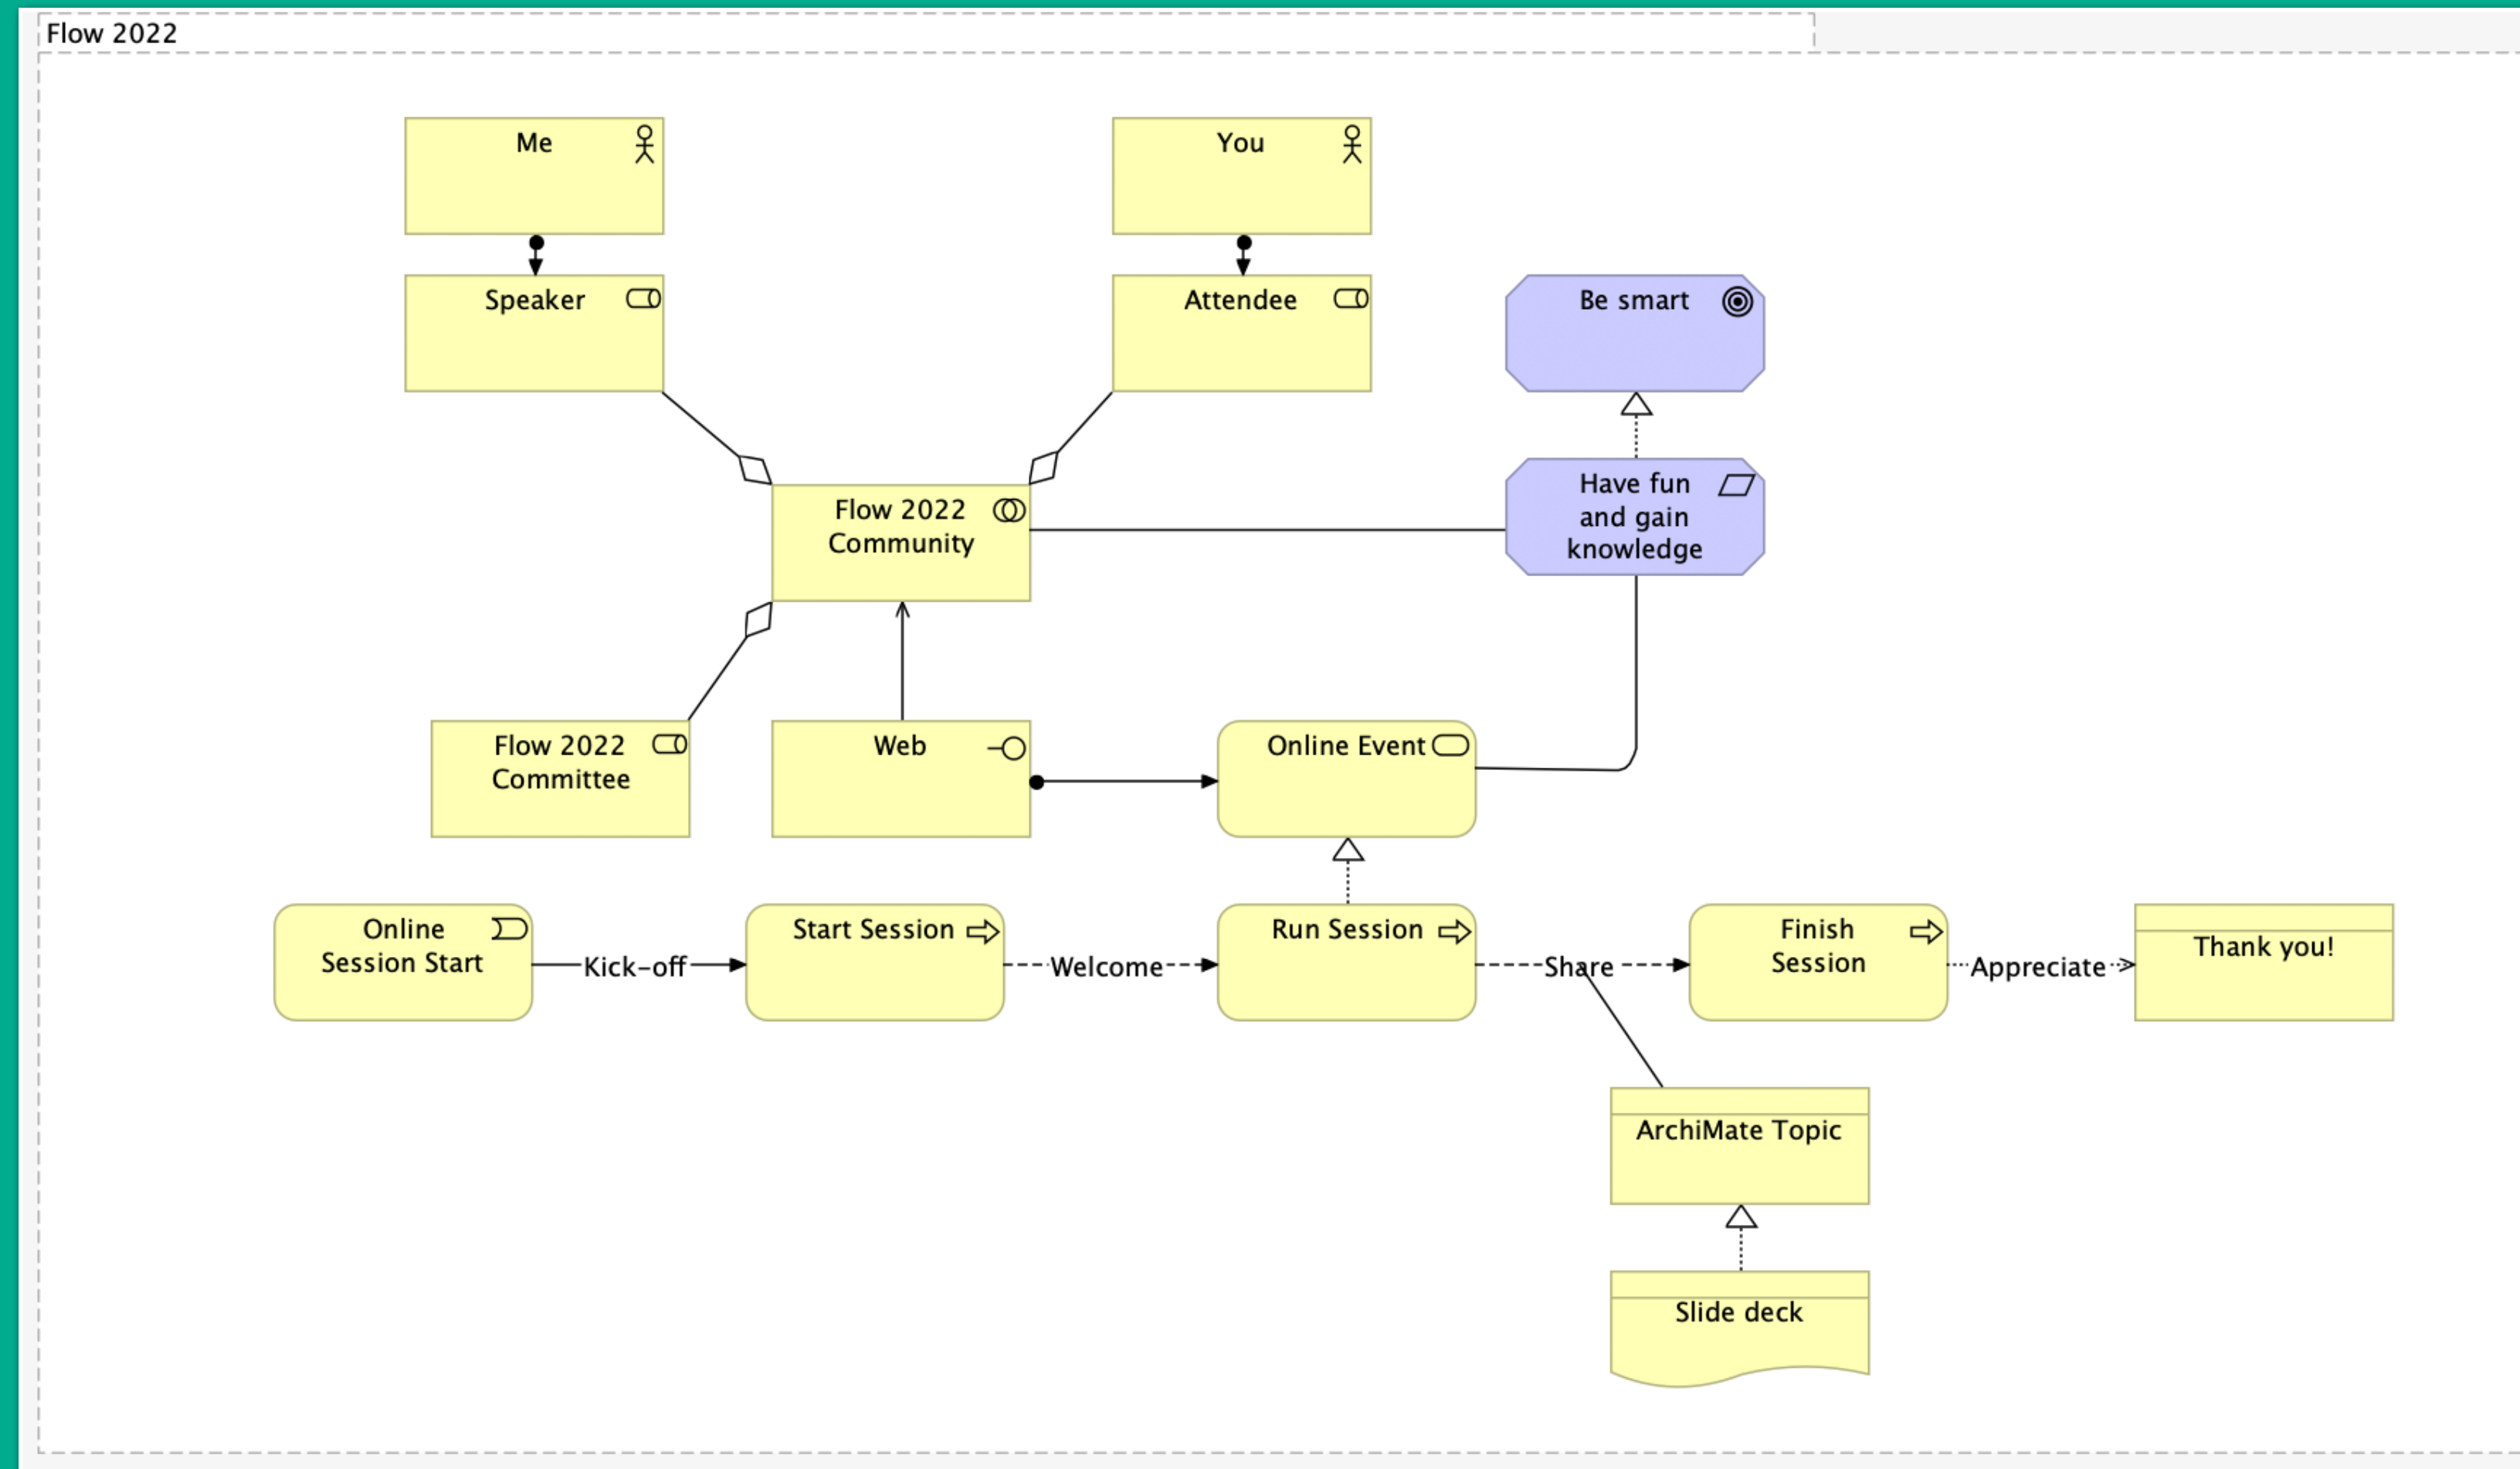 Flow 2022
Me
You
Speaker
Attendee
Be smart
Flow 2022
Community
Have fun
and gain
knowledge
Flow 2022
Committee
Web
Online Event
Online
Session Start
Kick-off
Start Session
Welcome
Run Session
Share
Finish
Session
Appreciate
Thank you!
ArchiMate Topic
Slide deck